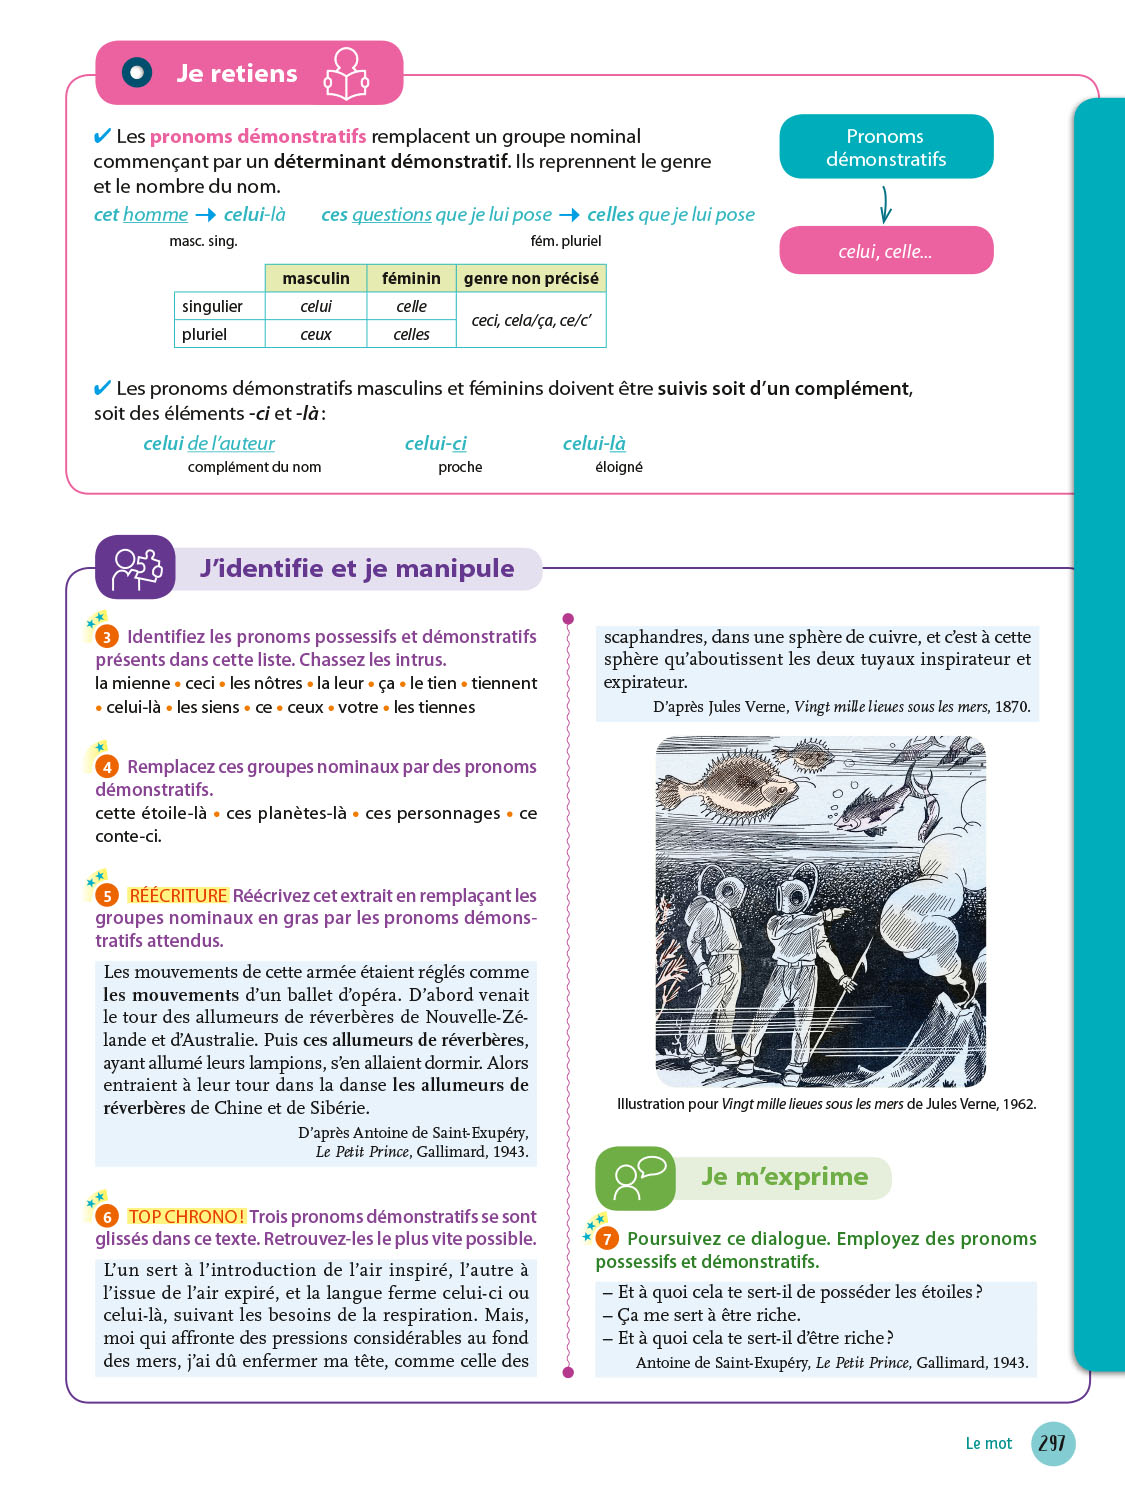 Je retiens
✔ Les pronoms démonstratifs remplacent un groupe nominal
commençant par un déterminant démonstratif. Ils reprennent le genre
et le nombre du nom.
cet homme → celui-là ces questions que je lui pose → celles que je lui pose
masc. sing. fém. pluriel
Pronoms
démonstratifs
celui, celle...
masculin féminin genre non précisé
singulier celui celle ceci, cela/ça, ce/c’
pluriel ceux celles
✔ Les pronoms démonstratifs masculins et féminins doivent être suivis soit d’un complément,
soit des éléments -ci et -là :
celui de l’auteur celui-ci celui-là
complément du nom proche éloigné
J’identifie et je manipule
3 Identifiez les pronoms possessifs et démonstratifs
présents dans cette liste. Chassez les intrus.
la mienne • ceci • les nôtres • la leur • ça • le tien • tiennent
• celui-là • les siens • ce • ceux • votre • les tiennes
4 Remplacez ces groupes nominaux par des pronoms
démonstratifs.
cette étoile-là • ces planètes-là • ces personnages • ce
conte-ci.
5 RÉÉCRITURE Réécrivez cet extrait en remplaçant les
groupes nominaux en gras par les pronoms démons-
tratifs attendus.
Les mouvements de cette armée étaient réglés comme
les mouvements d’un ballet d’opéra. D’abord venait
le tour des allumeurs de réverbères de Nouvelle-Zé-
lande et d’Australie. Puis ces allumeurs de réverbères,
ayant allumé leurs lampions, s’en allaient dormir. Alors
entraient à leur tour dans la danse les allumeurs de
réverbères de Chine et de Sibérie.
D’après Antoine de Saint-Exupéry,
Le Petit Prince, Gallimard, 1943.
6 TOP CHRONO ! Trois pronoms démonstratifs se sont
glissés dans ce texte. Retrouvez-les le plus vite possible.
L’un sert à l’introduction de l’air inspiré, l’autre à
l’issue de l’air expiré, et la langue ferme celui-ci ou
celui-là, suivant les besoins de la respiration. Mais,
moi qui affronte des pressions considérables au fond
des mers, j’ai dû enfermer ma tête, comme celle des
scaphandres, dans une sphère de cuivre, et c’est à cette
sphère qu’aboutissent les deux tuyaux inspirateur et
expirateur.
D’après Jules Verne, Vingt mille lieues sous les mers, 1870.
Illustration pour Vingt mille lieues sous les mers de Jules Verne, 1962.
Je m’exprime
7 Poursuivez ce dialogue. Employez des pronoms
possessifs et démonstratifs.
– Et à quoi cela te sert-il de posséder les étoiles ?
– Ça me sert à être riche.
– Et à quoi cela te sert-il d’être riche ?
Antoine de Saint-Exupéry, Le Petit Prince, Gallimard, 1943.
Le mot 297